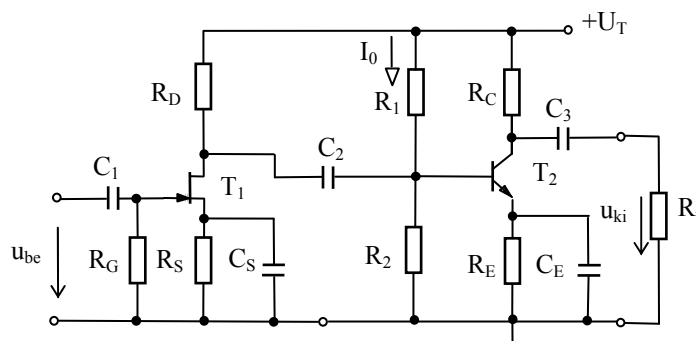 +U_T
I_0
R_D
R_1
R_C
C_3
C_1
C_2
T_1
T_2
u_be
R_G
R_S
C_S
R_2
R_E
C_E
u_ki
R